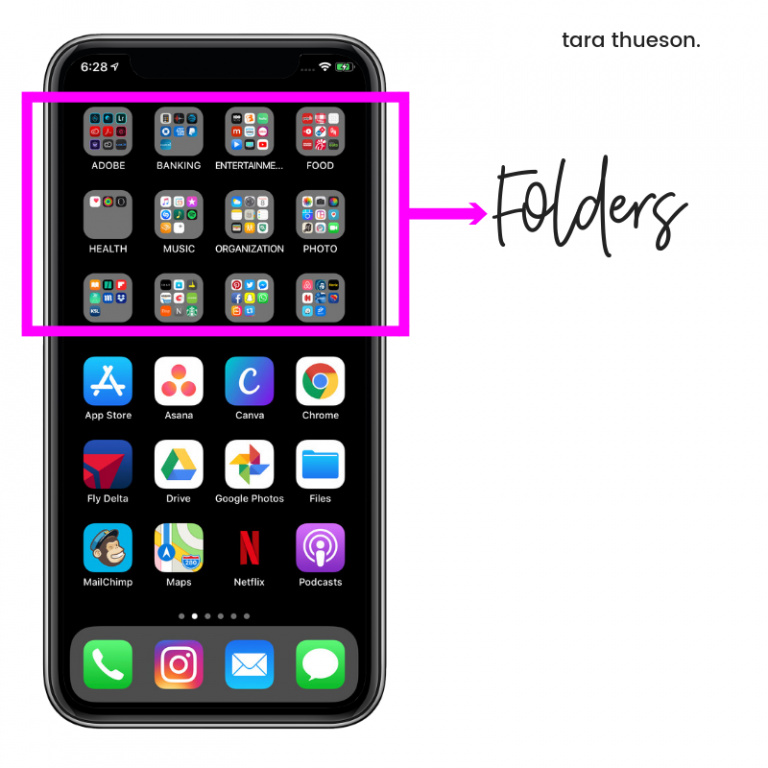 tara thueson.
6:28
ADOBE BANKING ENTERTAINME... FOOD
HEALTH MUSIC ORGANIZATION PHOTO
Folders
App Store Asana Canva Chrome
Fly Delta Drive Google Photos Files
280
MailChimp Maps Netflix Podcasts